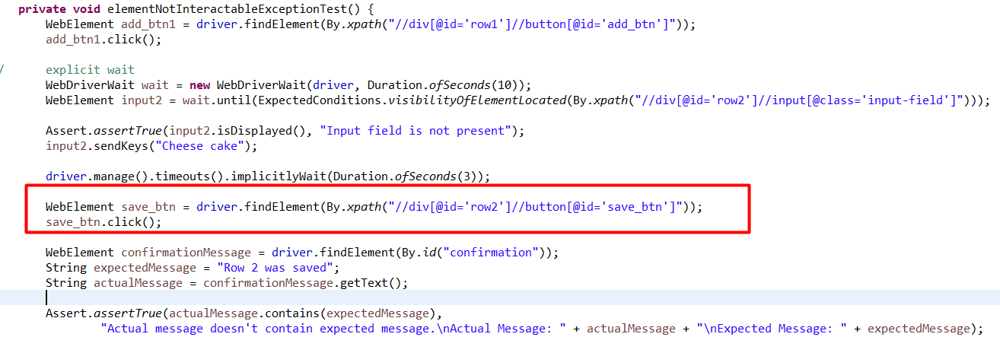 private void elementNotInteractableExceptionTest() {
WebElement add_btn1 = driver.findElement(By.xpath("//div[@id='row1']//button[@id='add_btn']"));
add_btn1.click();
/ explicit wait
WebDriverWait wait = new WebDriverWait(driver, Duration.ofSeconds(10));
WebElement input2 = wait.until(ExpectedConditions.visibilityOfElementLocated(By.xpath("//div[@id='row2']//input[@class='input-field']")));
Assert.assertTrue(input2.isDisplayed(), "Input field is not present");
input2.sendKeys("Cheese cake");
driver.manage().timeouts().implicitlyWait(Duration.ofSeconds(3));
WebElement save_btn = driver.findElement(By.xpath("//div[@id='row2']//button[@id='save_btn']"));
save_btn.click();
WebElement confirmationMessage = driver.findElement(By.id("confirmation"));
String expectedMessage = "Row 2 was saved";
String actualMessage = confirmationMessage.getText();
Assert.assertTrue(actualMessage.contains(expectedMessage),
"Actual message doesn't contain expected message.\nActual Message: " + actualMessage + "\nExpected Message: " + expectedMessage);